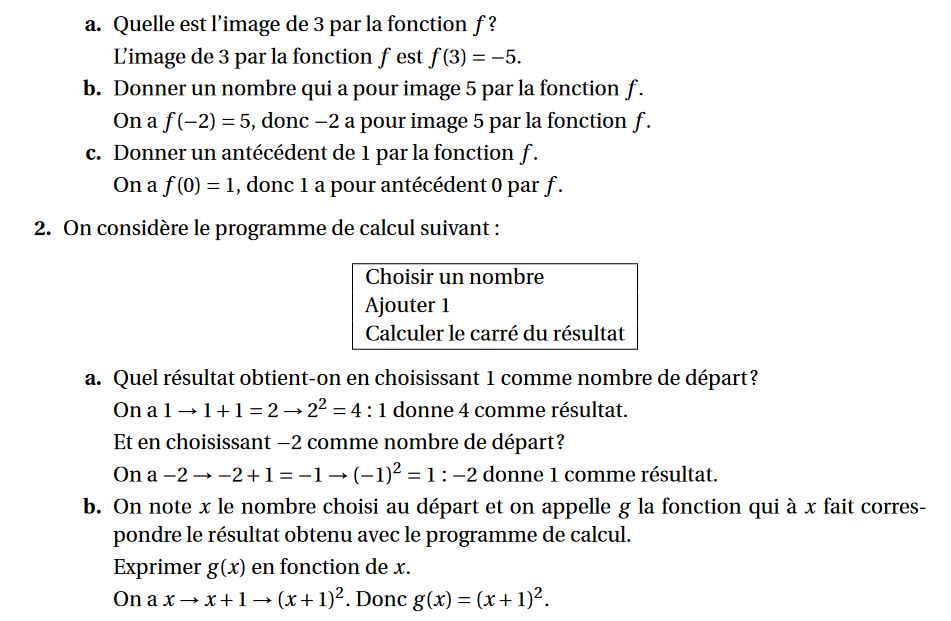 a. Quelle est l'image de 3 par la fonction f ?
L'image de 3 par la fonction f est f(3) = −5.
b. Donner un nombre qui a pour image 5 par la fonction f.
On a f(−2) = 5, donc −2 a pour image 5 par la fonction f.
c. Donner un antécédent de 1 par la fonction f.
On a f(0) = 1, donc 1 a pour antécédent 0 par f.
2. On considère le programme de calcul suivant :
Choisir un nombre
Ajouter 1
Calculer le carré du résultat
a. Quel résultat obtient-on en choisissant 1 comme nombre de départ ?
On a 1 → 1 + 1 = 2 → 2² = 4 : 1 donne 4 comme résultat.
Et en choisissant −2 comme nombre de départ ?
On a −2 → −2 + 1 = −1 → (−1)² = 1 : −2 donne 1 comme résultat.
b. On note x le nombre choisi au départ et on appelle g la fonction qui à x fait corres-
pondre le résultat obtenu avec le programme de calcul.
Exprimer g(x) en fonction de x.
On a x → x + 1 → (x + 1)². Donc g(x) = (x + 1)².